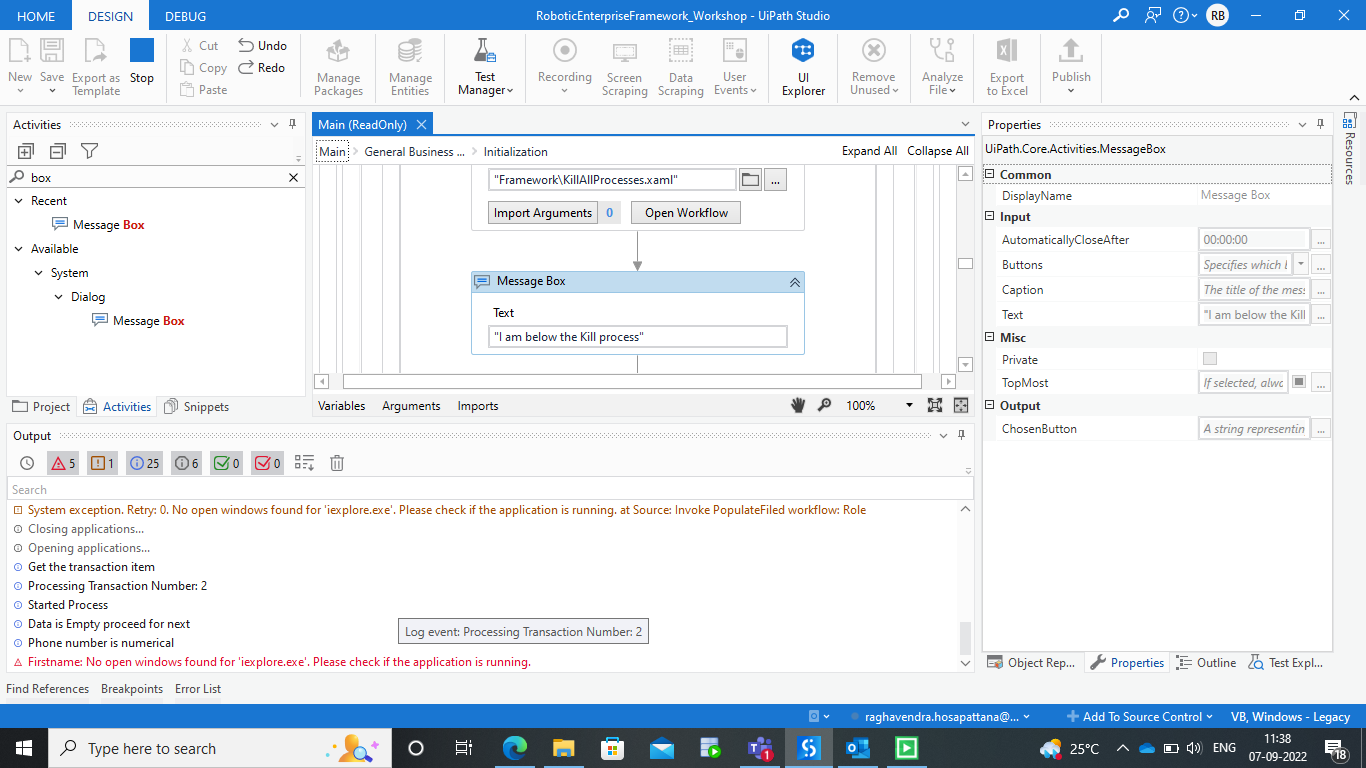 HOME DESIGN DEBUG RoboticEnterpriseFramework_Workshop - UiPath Studio RB
New Save Export as Template Stop
Cut Copy Paste Undo Redo
Manage Packages Manage Entities Test Manager Recording Screen Scraping Data Scraping User Events UI Explorer Remove Unused Analyze File Export to Excel Publish
Activities
box
Recent
Message Box
Available
System
Dialog
Message Box
Project Activities Snippets
Main (ReadOnly)
Main General Business ... Initialization Expand All Collapse All
"Framework\KillAllProcesses.xaml" ...
Import Arguments 0 Open Workflow
Message Box
Text
"I am below the Kill process"
Variables Arguments Imports 100%
Properties
UiPath.Core.Activities.MessageBox
Common
DisplayName Message Box
Input
AutomaticallyCloseAfter 00:00:00 ...
Buttons Specifies which ...
Caption The title of the mes ...
Text "I am below the Kill ...
Misc
Private
TopMost If selected, alwa ...
Output
ChosenButton A string representin ...
Resources
Object Rep... Properties Outline Test Expl...
Output
5 1 25 6 0 0
Search
System exception. Retry: 0. No open windows found for 'iexplore.exe'. Please check if the application is running. at Source: Invoke PopulateFiled workflow: Role
Closing applications...
Opening applications...
Get the transaction item
Processing Transaction Number: 2
Started Process
Data is Empty proceed for next
Log event: Processing Transaction Number: 2
Phone number is numerical
Firstname: No open windows found for 'iexplore.exe'. Please check if the application is running.
Find References Breakpoints Error List
raghavendra.hosapattana@... Add To Source Control VB, Windows - Legacy
Type here to search 1 25°C ENG 11:38
07-09-2022 18